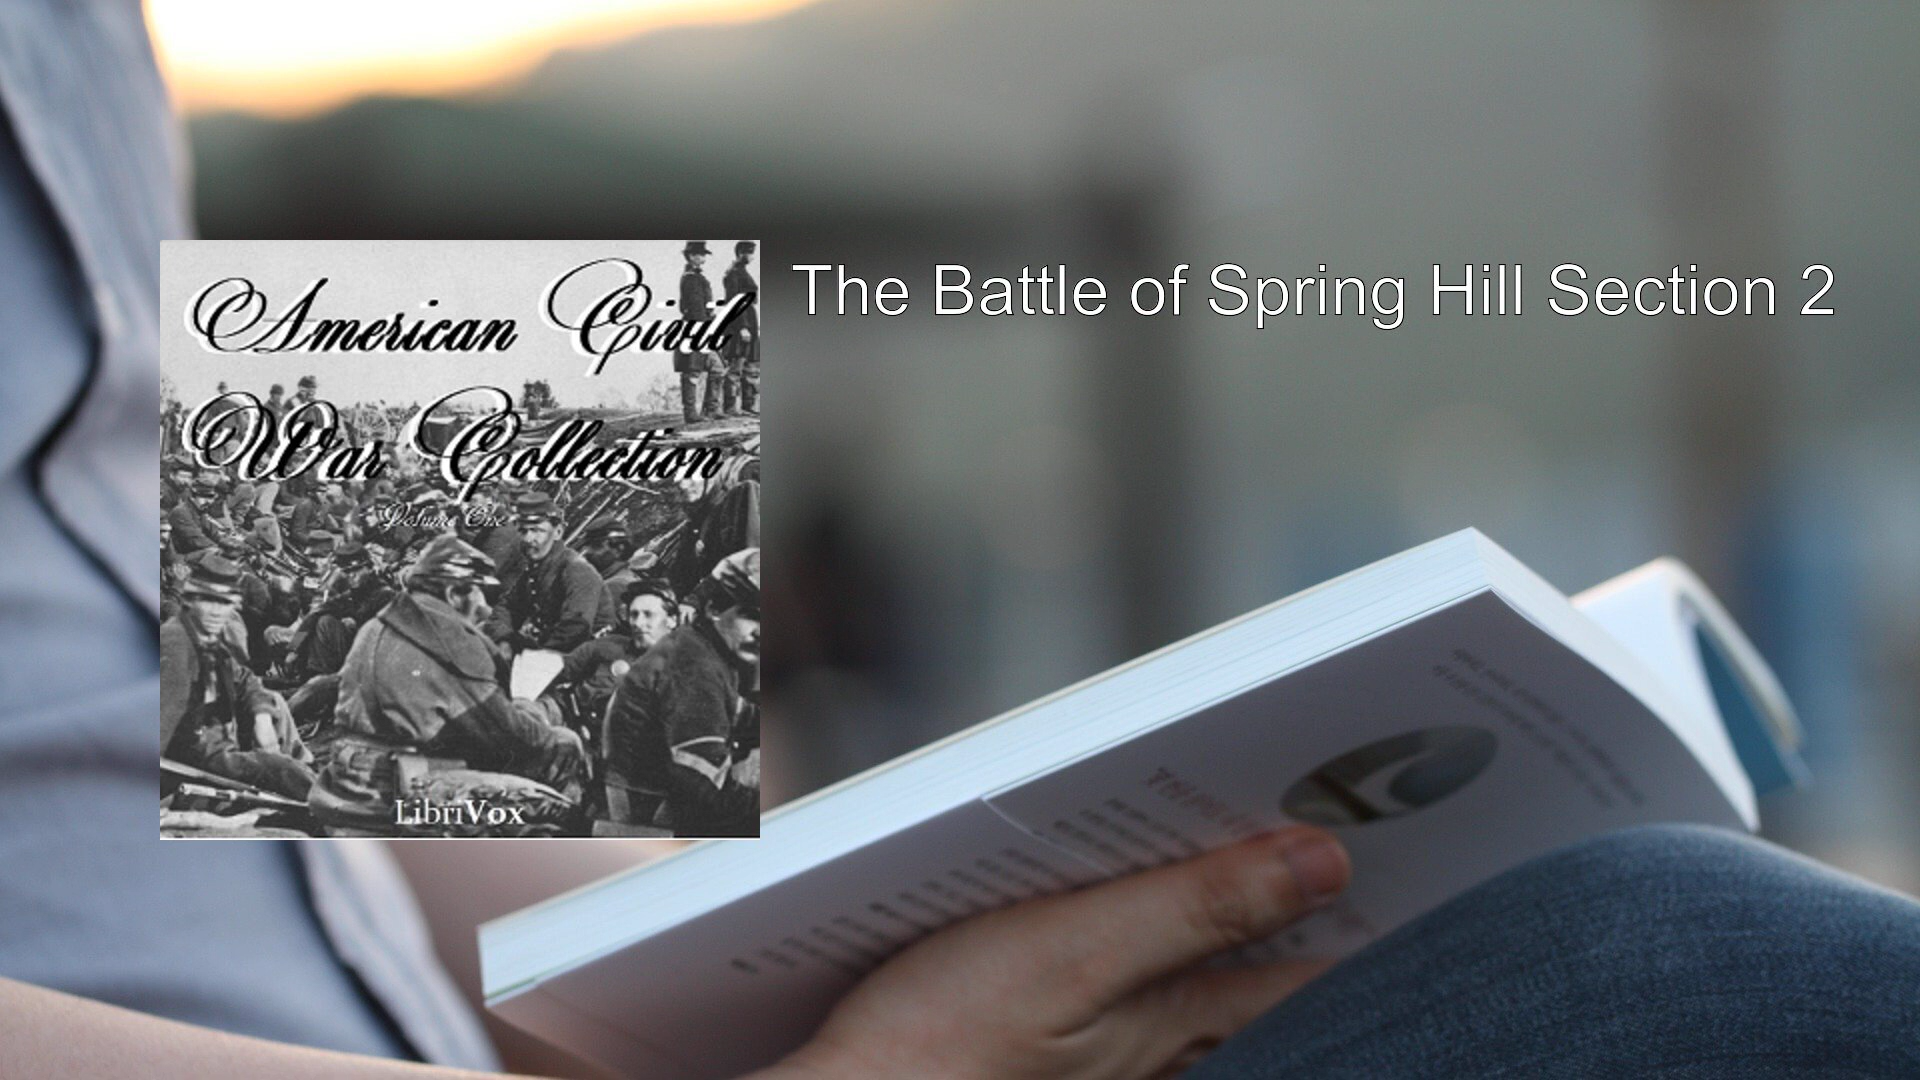 American Civil
War Collection
Volume One
LibriVox
The Battle of Spring Hill Section 2